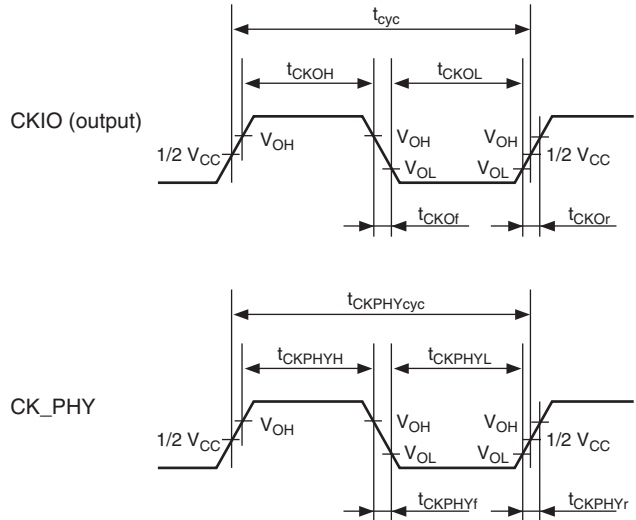 tcyc
tCKOH
tCKOL
CKIO (output)
1/2 VCC
VOH
VOH
VOL
VOH
VOL
1/2 VCC
tCKOf
tCKOr
tCKPHYcyc
tCKPHYH
tCKPHYL
CK_PHY
1/2 VCC
VOH
VOH
VOL
VOH
VOL
1/2 VCC
tCKPHYf
tCKPHYr